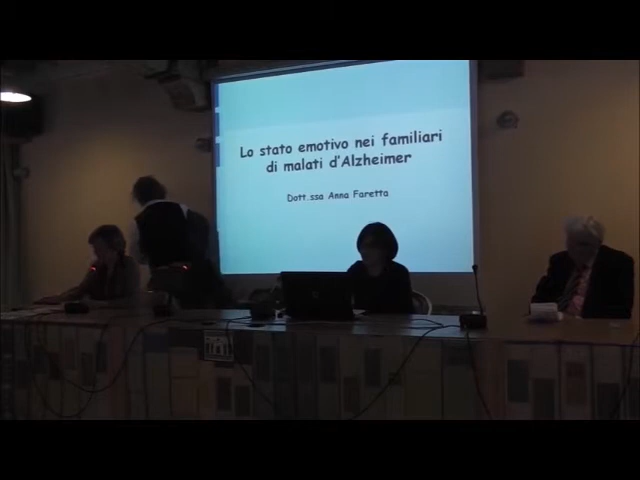 Lo stato emotivo nei familiari
di malati d'Alzheimer
Dott.ssa Anna Faretta